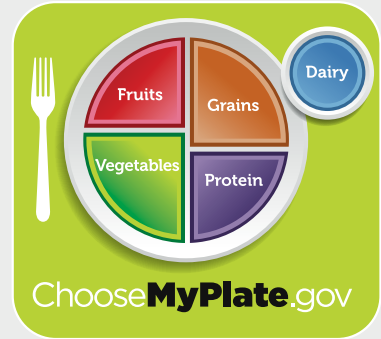 Dairy
Fruits
Grains
Vegetables
Protein
ChooseMyPlate.gov